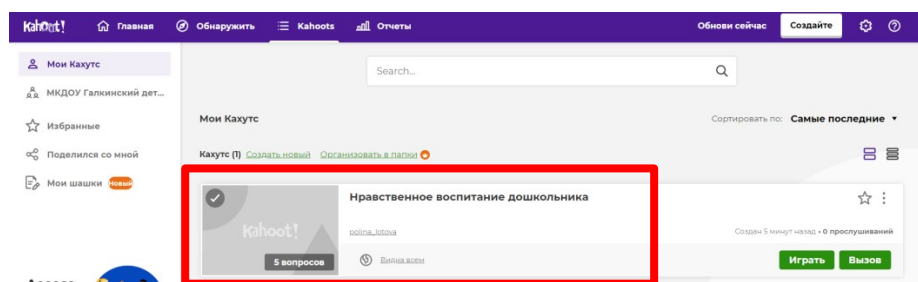 Kahoot! Главная Обнаружить Kahoots Отчеты Обнови сейчас Создайте
Мои Кахутс
МКДОУ Галкинский дет...
Избранные
Поделился со мной
Мои шашки Новый
Search...
Мои Кахутс
Сортировать по: Самые последние
Кахутс (1) Создать новый Организовать в папки
Kahoot!
5 вопросов
Нравственное воспитание дошкольника
polina_lotova
Видна всем
Создан 5 минут назад • 0 прослушиваний
Играть Вызов